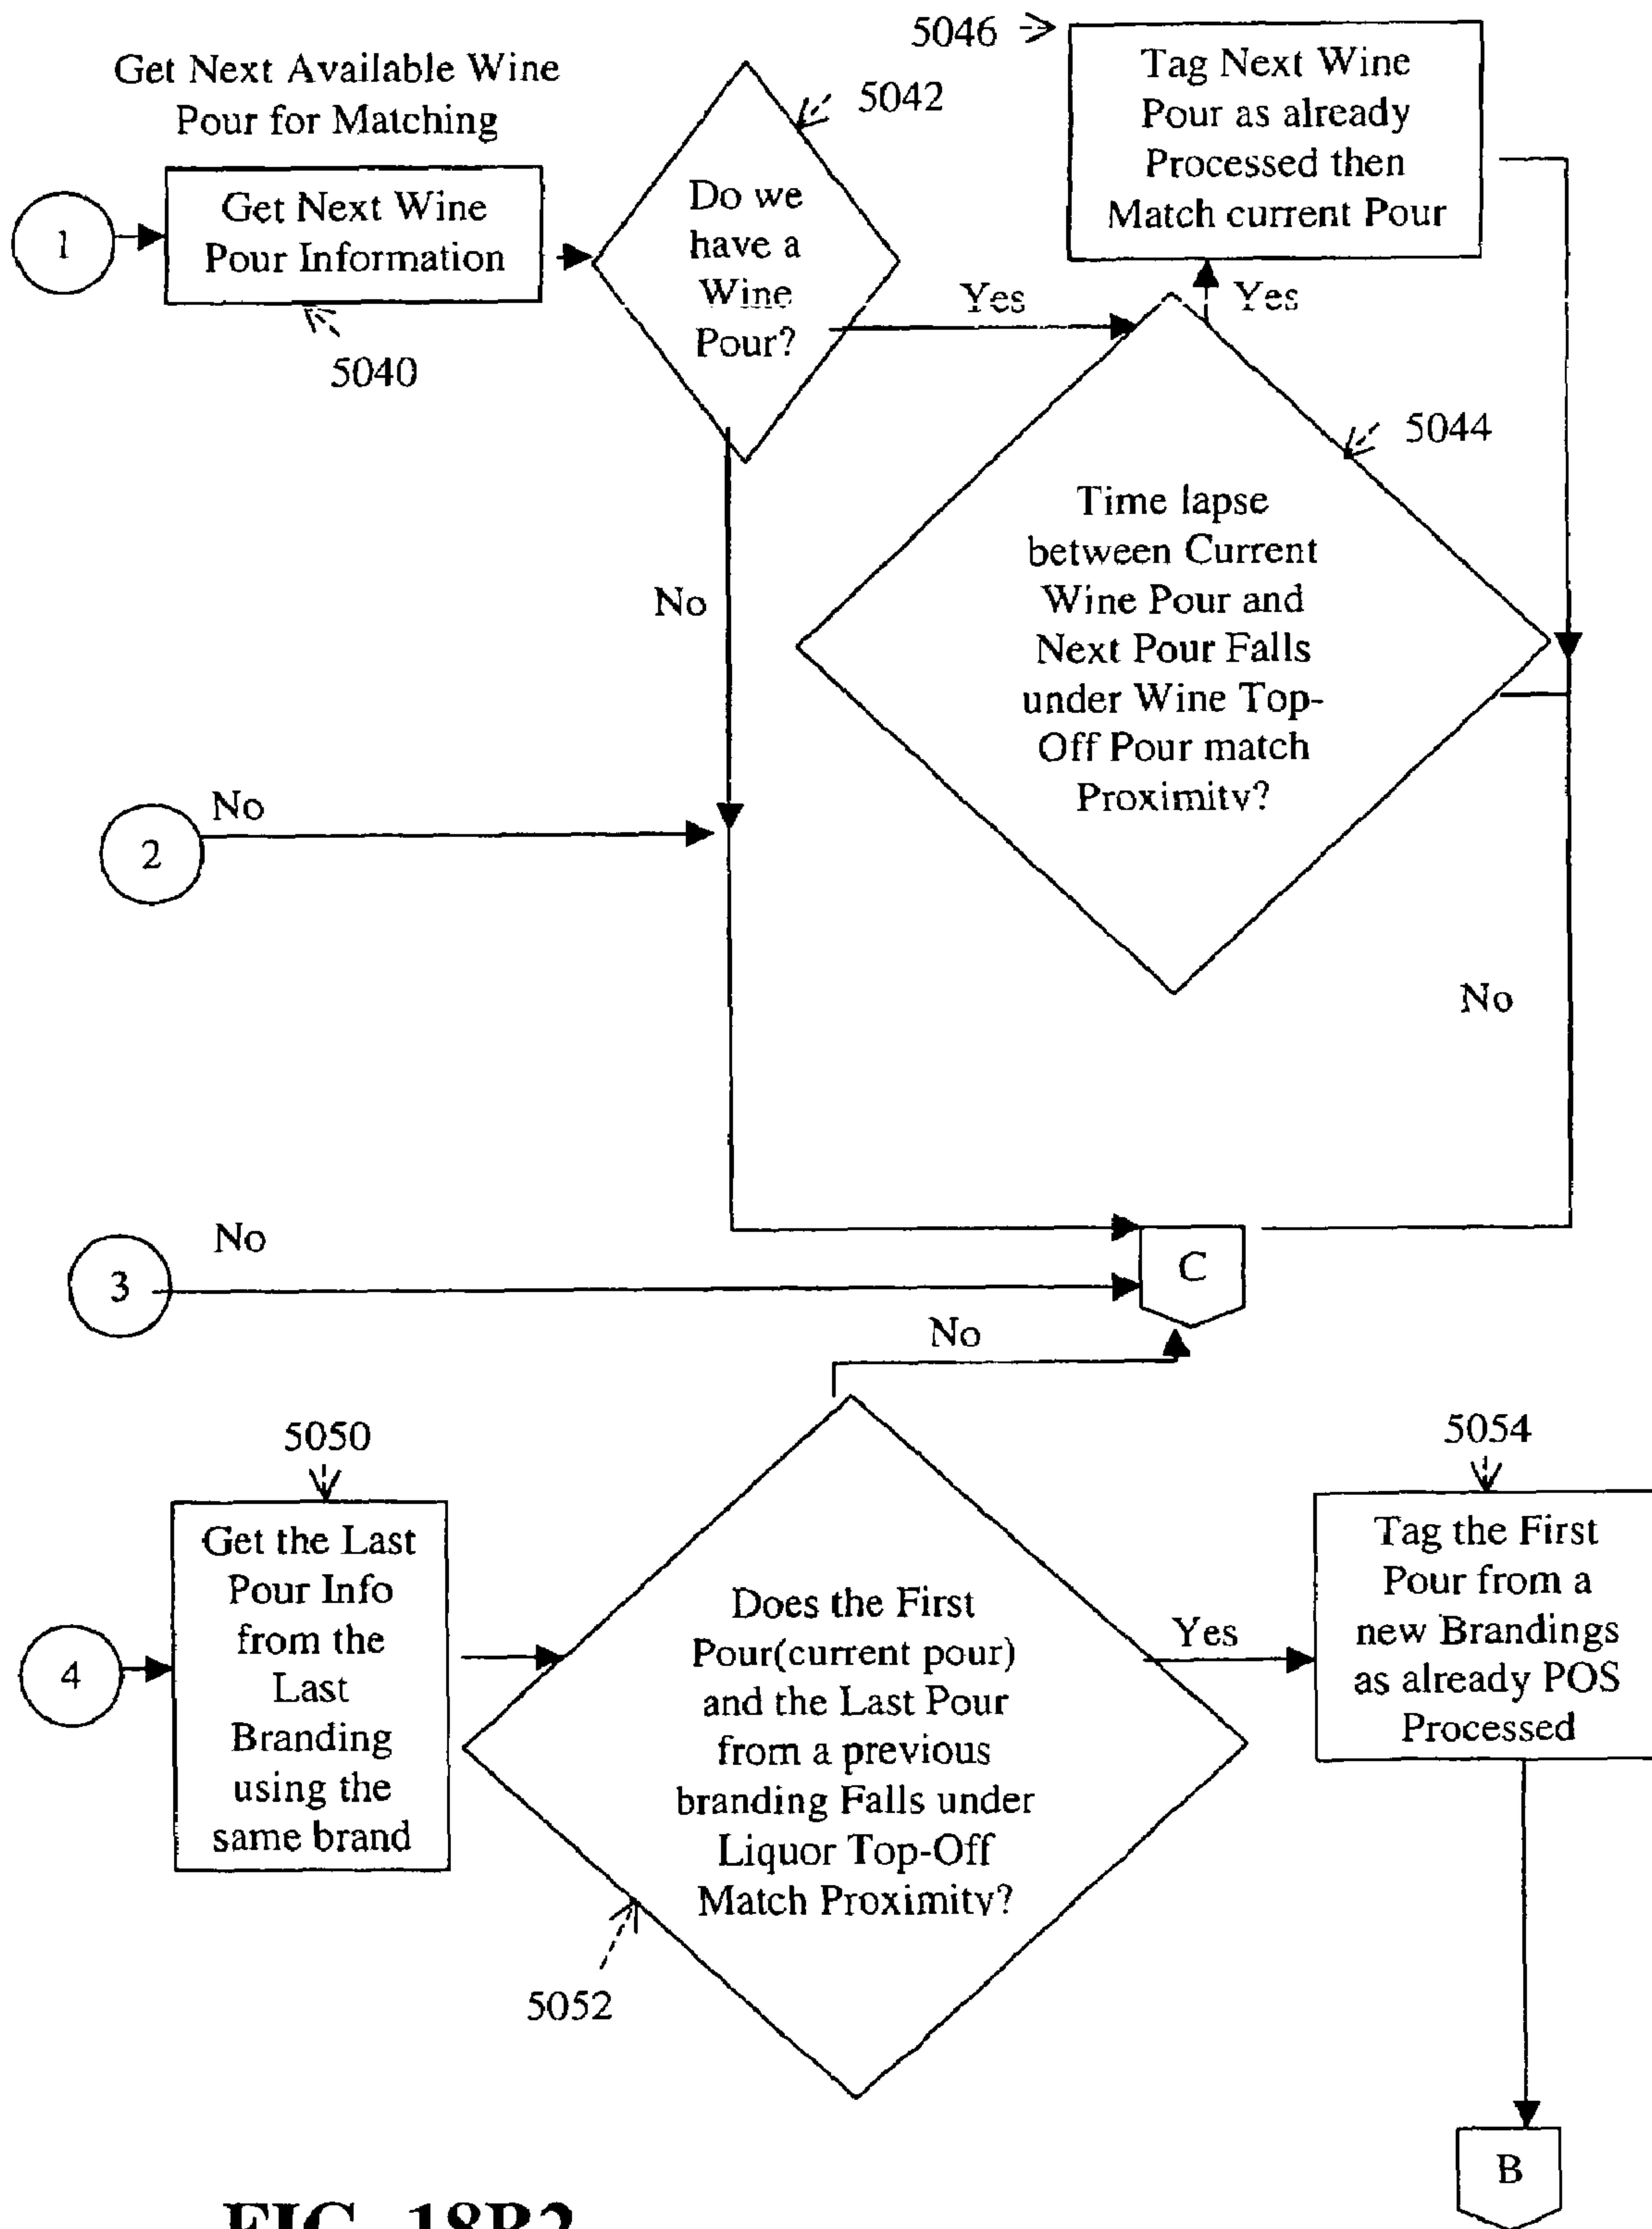 5046
Tag Next Wine
Pour as already
Processed then
Match current Pour
Get Next Available Wine
Pour for Matching
5042
1
Get Next Wine
Pour Information
5040
Do we
have a
Wine
Pour?
Yes
Yes
5044
Time lapse
between Current
Wine Pour and
Next Pour Falls
under Wine Top-
Off Pour match
Proximity?
No
2
No
No
3
No
C
No
4
5050
Get the Last
Pour Info
from the
Last
Branding
using the
same brand
Does the First
Pour(current pour)
and the Last Pour
from a previous
branding Falls under
Liquor Top-Off
Match Proximity?
5052
Yes
5054
Tag the First
Pour from a
new Brandings
as already POS
Processed
B
FIG. 18B2